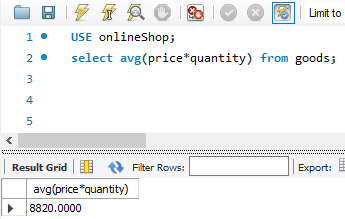 Limit to
1 USE onlineShop;
2 select avg(price*quantity) from goods;
3
4
5
Result Grid Filter Rows: Export:
avg(price*quantity)
8820.0000